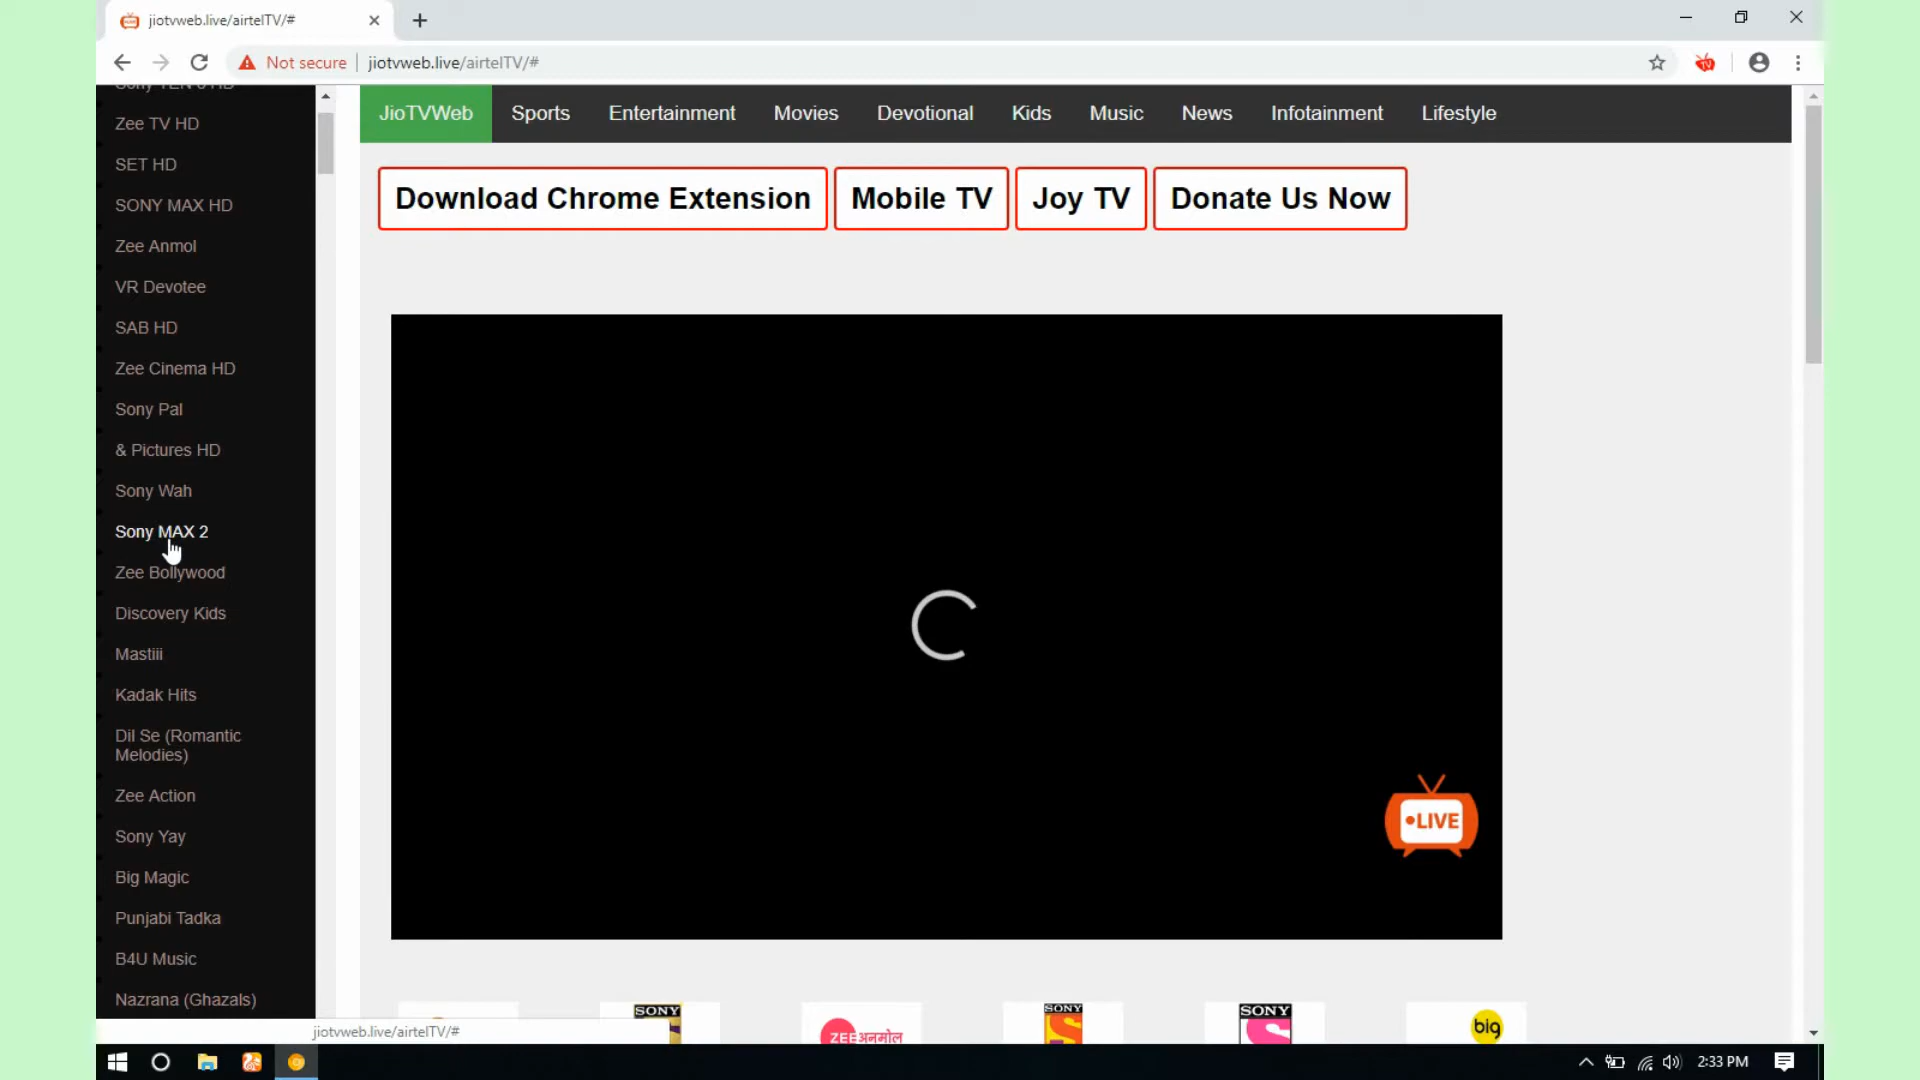 jiotvweb.live/airtelTV/#
Not secure
jiotvweb.live/airtelTV/#
Zee TV HD
SET HD
SONY MAX HD
Zee Anmol
VR Devotee
SAB HD
Zee Cinema HD
Sony Pal
& Pictures HD
Sony Wah
Sony MAX 2
Zee Bollywood
Discovery Kids
Mastiii
Kadak Hits
Dil Se (Romantic
Melodies)
Zee Action
Sony Yay
Big Magic
Punjabi Tadka
B4U Music
Nazrana (Ghazals)
JioTVWeb Sports Entertainment Movies Devotional Kids Music News Infotainment Lifestyle
Download Chrome Extension Mobile TV Joy TV Donate Us Now
•LIVE
SONY ZEE अनमोल SONY SONY big
jiotvweb.live/airtelTV/#
2:33 PM